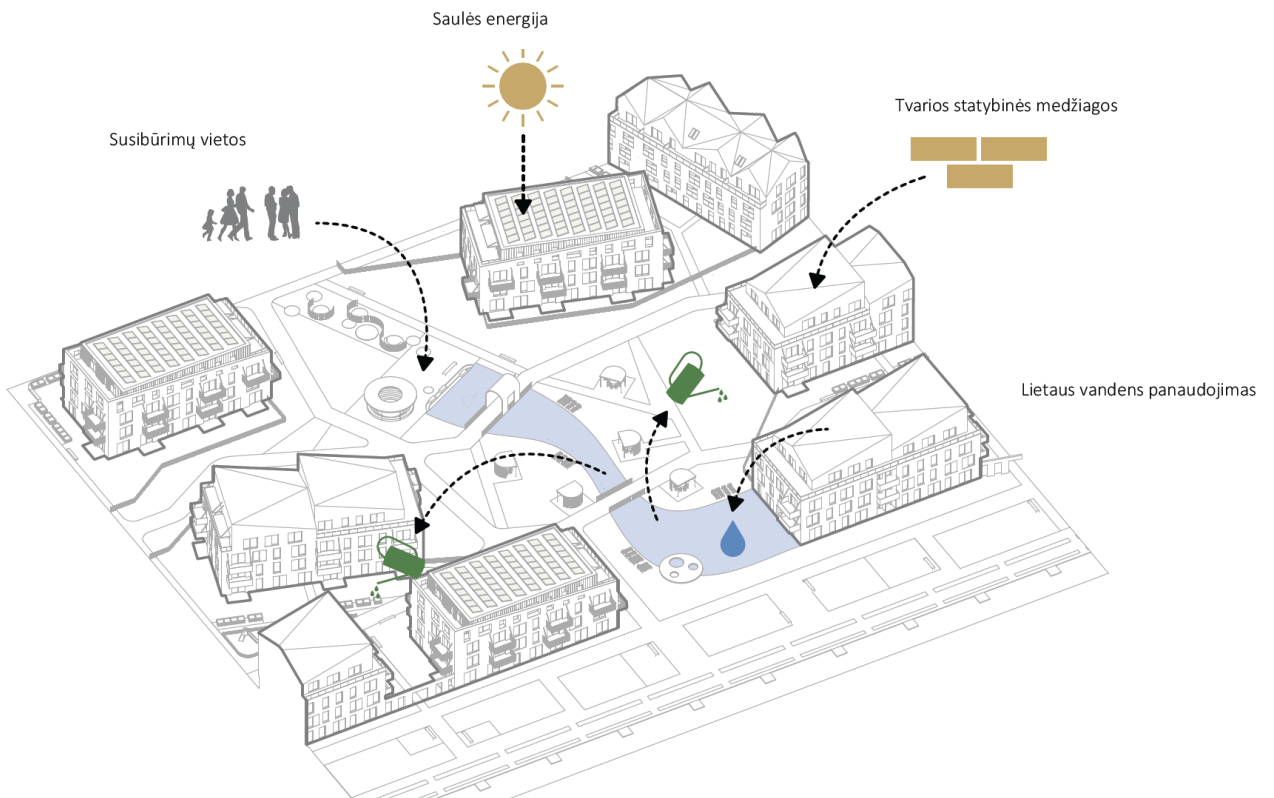 Saulės energija
Tvarios statybinės medžiagos
Susibūrimų vietos
Lietaus vandens panaudojimas